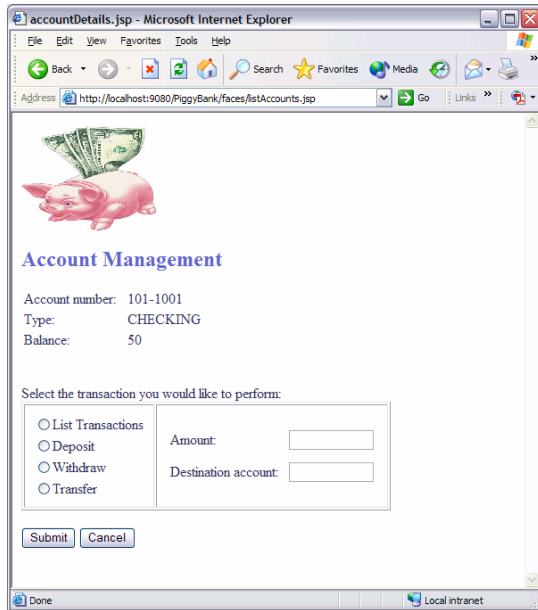 accountDetails.jsp - Microsoft Internet Explorer
File Edit View Favorites Tools Help
Back Search Favorites Media »
Address http://localhost:9080/PiggyBank/faces/listAccounts.jsp Go Links »
Account Management
Account number: 101-1001
Type: CHECKING
Balance: 50
Select the transaction you would like to perform:
List Transactions
Deposit
Withdraw
Transfer
Amount:
Destination account:
Submit Cancel
Done Local intranet